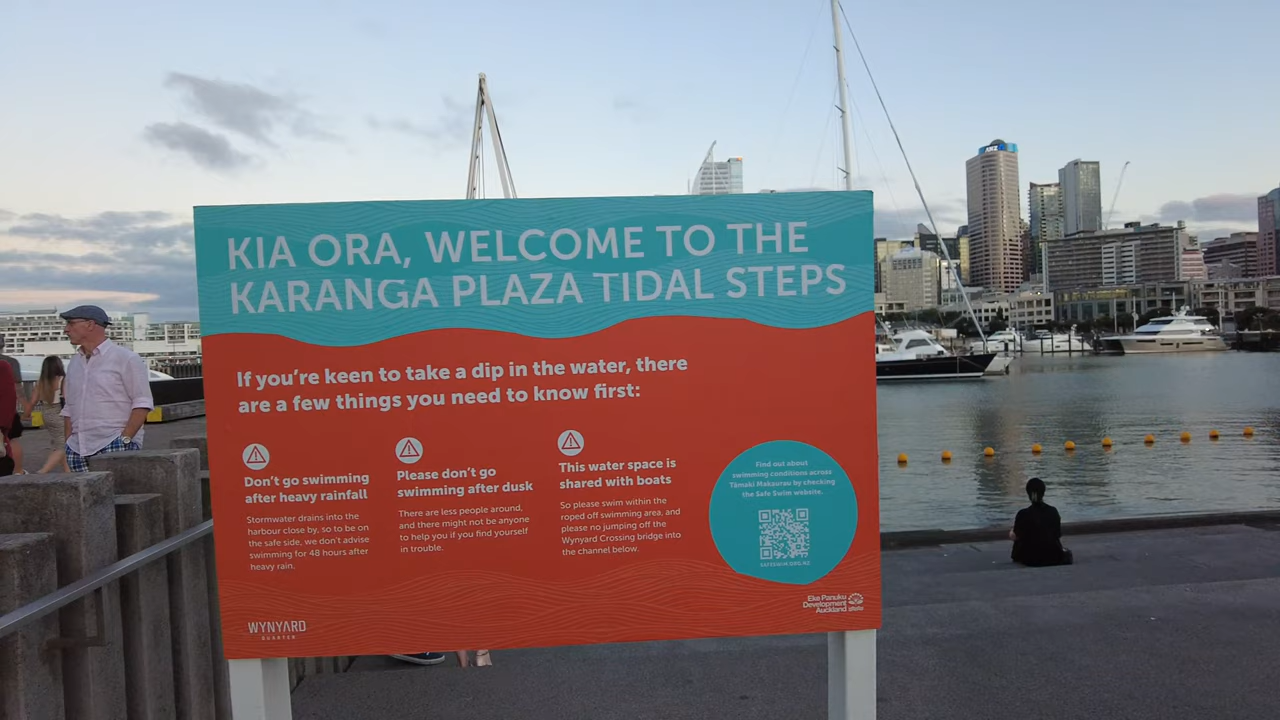 KIA ORA, WELCOME TO THE
KARANGA PLAZA TIDAL STEPS
If you're keen to take a dip in the water, there
are a few things you need to know first:
Don't go swimming
after heavy rainfall
Stormwater drains into the
harbour close by, so to be on
the safe side, we don't advise
swimming for 48 hours after
heavy rain.
Please don't go
swimming after dusk
There are less people around,
and there might not be anyone
to help you if you find yourself
in trouble.
This water space is
shared with boats
So please swim within the
roped off swimming area, and
please no jumping off the
Wynyard Crossing bridge into
the channel below.
Find out about
swimming conditions across
Tāmaki Makaurau by checking
the Safe Swim website.
SAFESWIM.ORG.NZ
WYNYARD
QUARTER
Eke Panuku
Development
Auckland
ANZ